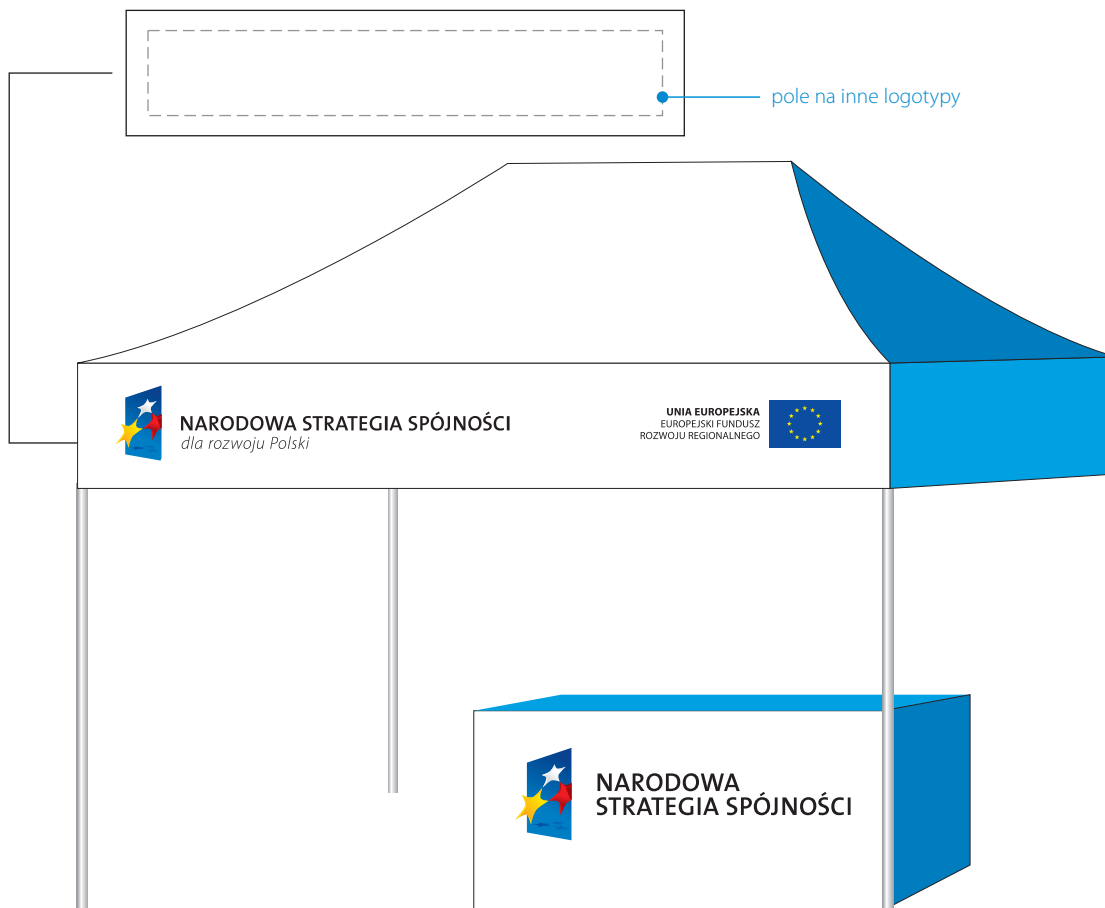 pole na inne logotypy
NARODOWA STRATEGIA SPÓJNOŚCI
dla rozwoju Polski
UNIA EUROPEJSKA
EUROPEJSKI FUNDUSZ
ROZWOJU REGIONALNEGO
NARODOWA
STRATEGIA SPÓJNOŚCI